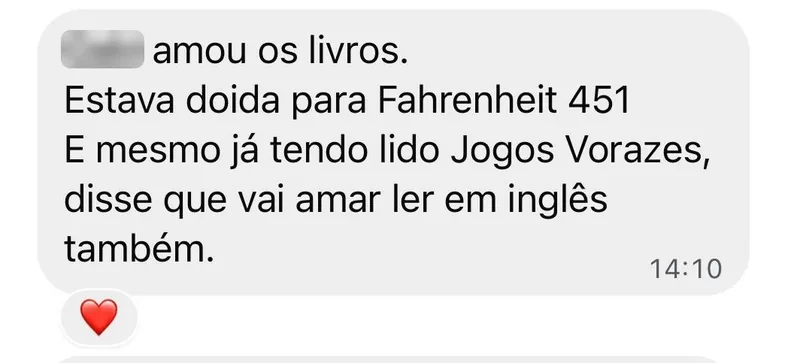 amou os livros.
Estava doida para Fahrenheit 451
E mesmo já tendo lido Jogos Vorazes,
disse que vai amar ler em inglês
também.
14:10